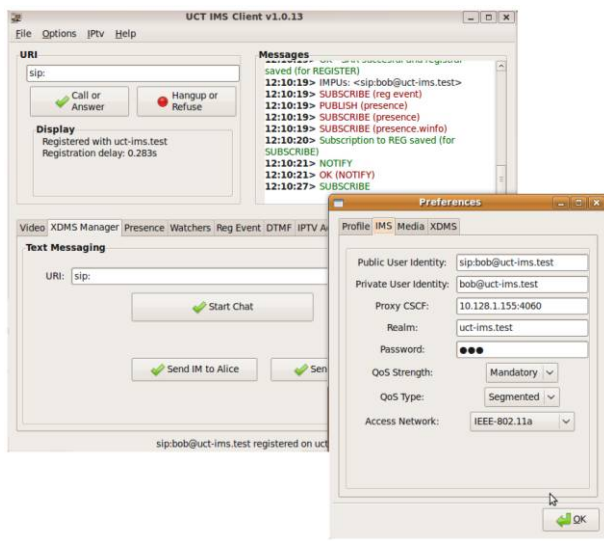 UCT IMS Client v1.0.13
File Options IPtv Help
URI
sip:
Call or Answer
Hangup or Refuse
Display
Registered with uct-ims.test
Registration delay: 0.283s
Messages
saved (for REGISTER)
12:10:19> IMPUs: <sip:bob@uct-ims.test>
12:10:19> SUBSCRIBE (reg event)
12:10:19> PUBLISH (presence)
12:10:19> SUBSCRIBE (presence)
12:10:19> SUBSCRIBE (presence.winfo)
12:10:20> Subscription to REG saved (for
SUBSCRIBE)
12:10:21> NOTIFY
12:10:21> OK (NOTIFY)
12:10:27> SUBSCRIBE
Video XDMS Manager Presence Watchers Reg Event DTMF IPTV
Text Messaging
URI: sip:
Start Chat
Send IM to Alice
Sen
sip:bob@uct-ims.test registered on uct
Preferences
Profile IMS Media XDMS
Public User Identity: sip:bob@uct-ims.test
Private User Identity: bob@uct-ims.test
Proxy CSCF: 10.128.1.155:4060
Realm: uct-ims.test
Password: ●●●
QoS Strength: Mandatory
QoS Type: Segmented
Access Network: IEEE-802.11a
OK